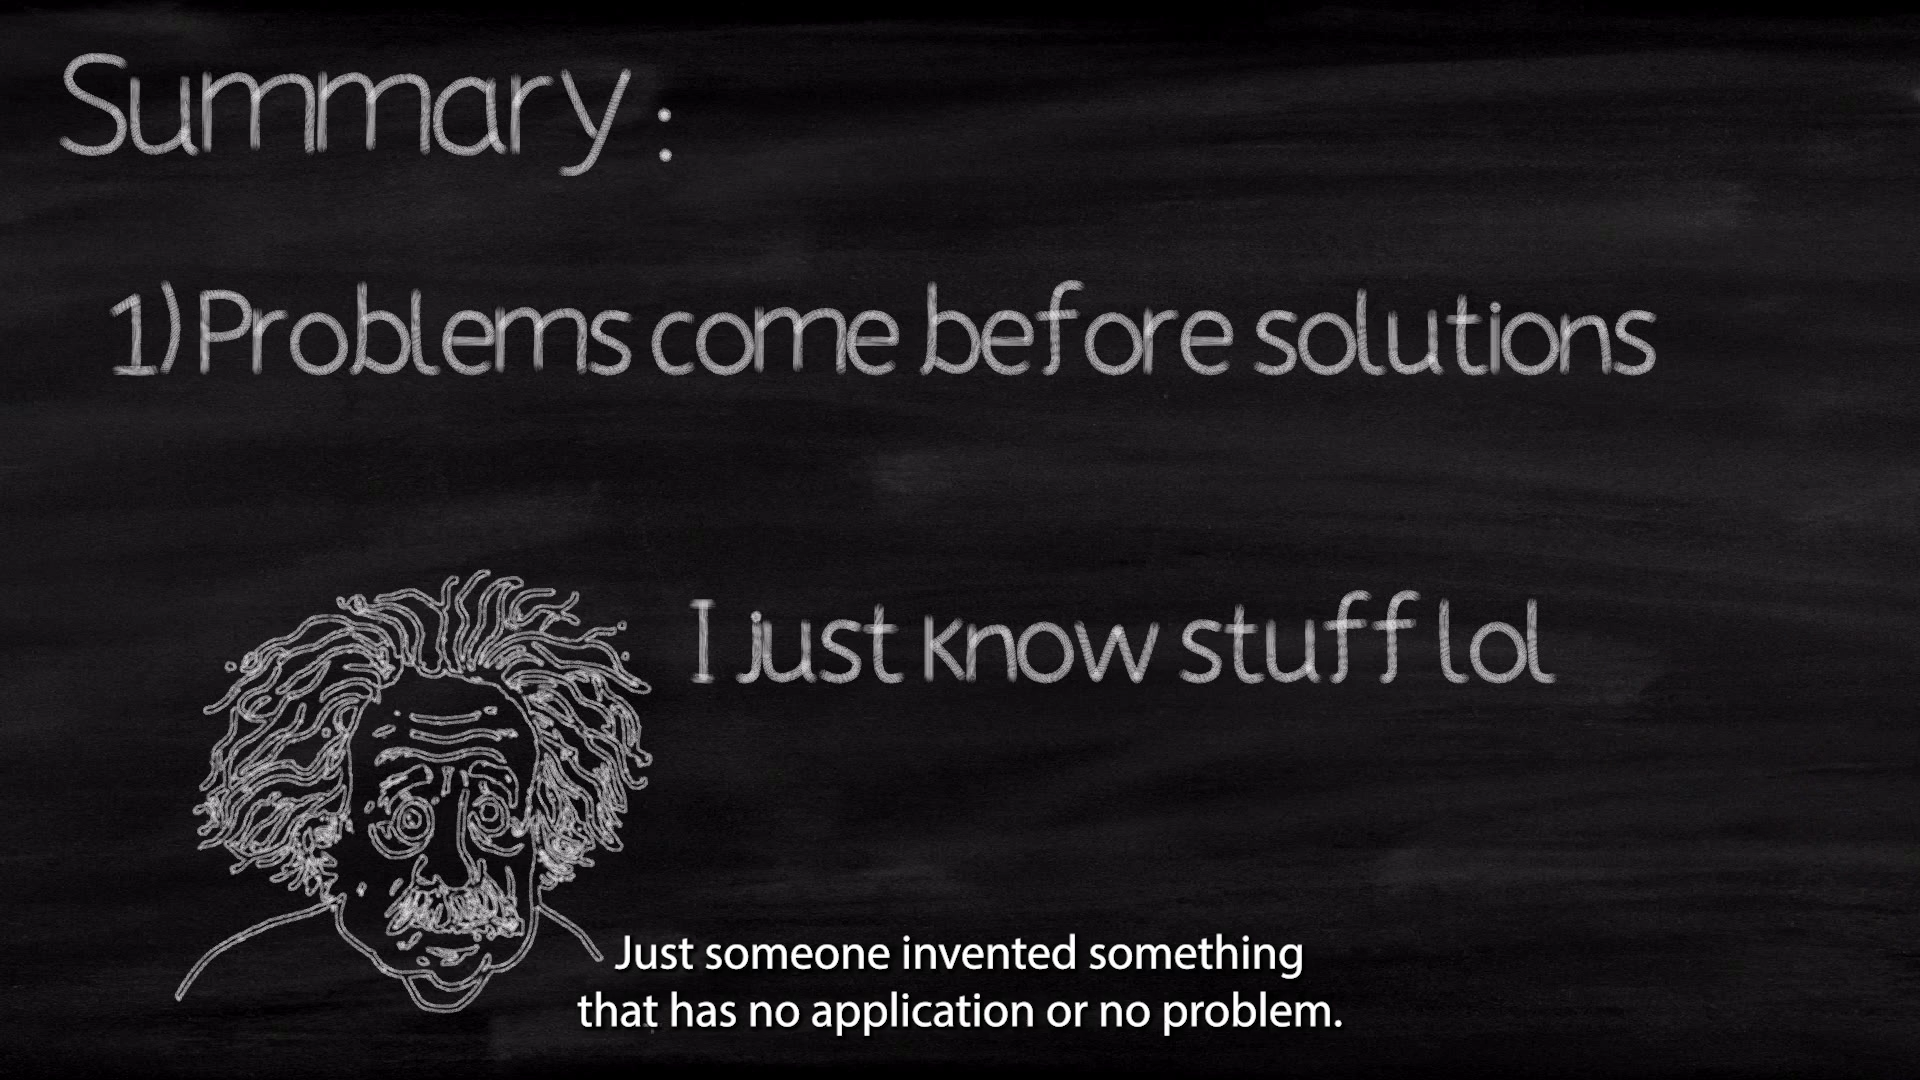 Summary :
1) Problems come before solutions
I just know stuff lol
Just someone invented something
that has no application or no problem.